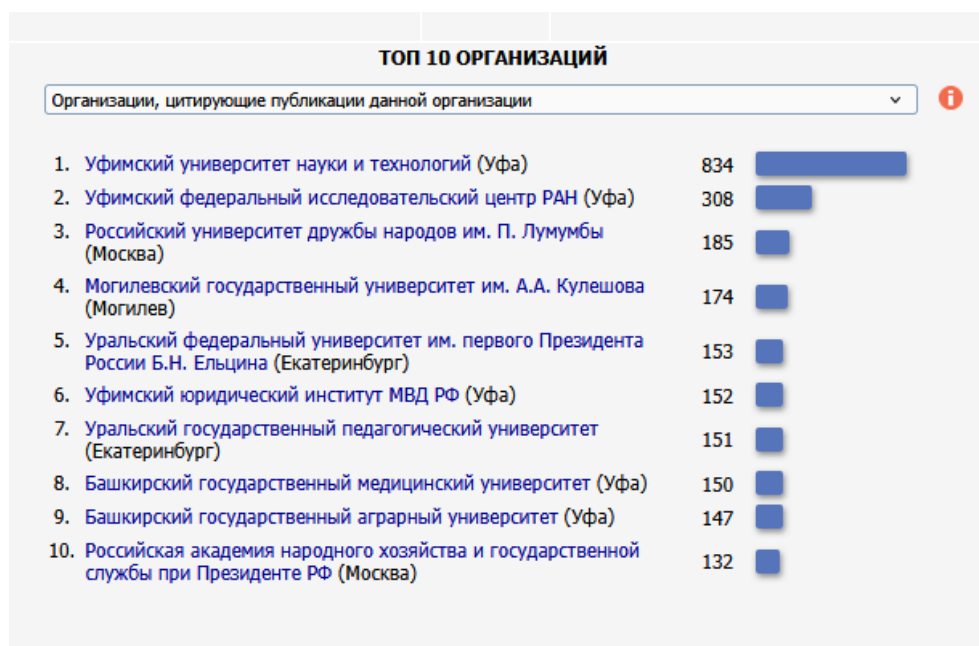 ТОП 10 ОРГАНИЗАЦИЙ
Организации, цитирующие публикации данной организации
1. Уфимский университет науки и технологий (Уфа) 834
2. Уфимский федеральный исследовательский центр РАН (Уфа) 308
3. Российский университет дружбы народов им. П. Лумумбы
(Москва) 185
4. Могилевский государственный университет им. А.А. Кулешова
(Могилев) 174
5. Уральский федеральный университет им. первого Президента
России Б.Н. Ельцина (Екатеринбург) 153
6. Уфимский юридический институт МВД РФ (Уфа) 152
7. Уральский государственный педагогический университет
(Екатеринбург) 151
8. Башкирский государственный медицинский университет (Уфа) 150
9. Башкирский государственный аграрный университет (Уфа) 147
10. Российская академия народного хозяйства и государственной
службы при Президенте РФ (Москва) 132